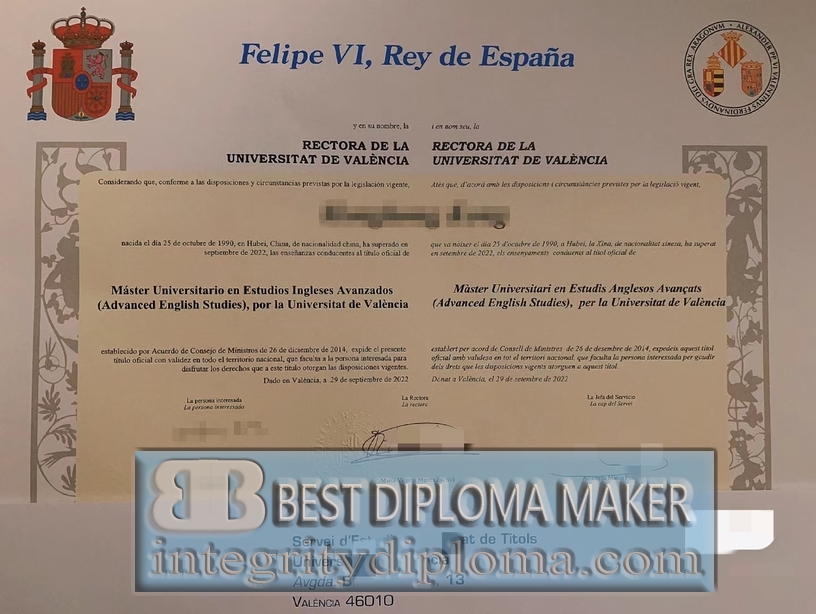 Felipe VI, Rey de España
y en su nombre, la
RECTORA DE LA
UNIVERSITAT DE VALÈNCIA
i en nom seu, la
RECTORA DE LA
UNIVERSITAT DE VALÈNCIA
Considerando que, conforme a las disposiciones y circunstancias previstas por la legislación vigente,
Atès que, d'acord amb les disposicions i circumstàncies previstes per la legislació vigent,
nacida el día 25 de octubre de 1990, en Hubei, China, de nacionalidad china, ha superado en
septiembre de 2022, las enseñanzas conducentes al título oficial de
que va nàixer el dia 25 d'octubre de 1990, a Hubei, la Xina, de nacionalitat xinesa, ha superat
en setembre de 2022, els ensenyaments conduents al títol oficial de
Máster Universitario en Estudios Ingleses Avanzados
(Advanced English Studies), por la Universitat de València
Màster Universitari en Estudis Anglesos Avançats
(Advanced English Studies), per la Universitat de València
establecido por Acuerdo de Consejo de Ministros de 26 de diciembre de 2014, expide el presente
título oficial con validez en todo el territorio nacional, que faculta a la persona interesada para
disfrutar los derechos que a este título otorgan las disposiciones vigentes.
Dado en València, a 29 de septiembre de 2022
establert per acord de Consell de Ministres de 26 de desembre de 2014, expedeix aquest títol
oficial amb validesa en tot el territori nacional, que faculta la persona interessada per gaudir
dels drets que les disposicions vigents atorguen a aquest títol.
Donat a València, el 29 de setembre de 2022
La persona interesada
La persona interessada
La Rectora
La rectora
La Jefa del Servicio
La cap del Servei
BEST DIPLOMA MAKER
integritydiploma.com
Servei d'Est
at de Títols
Univers
Avgda. B
, 13
VALÈNCIA 46010